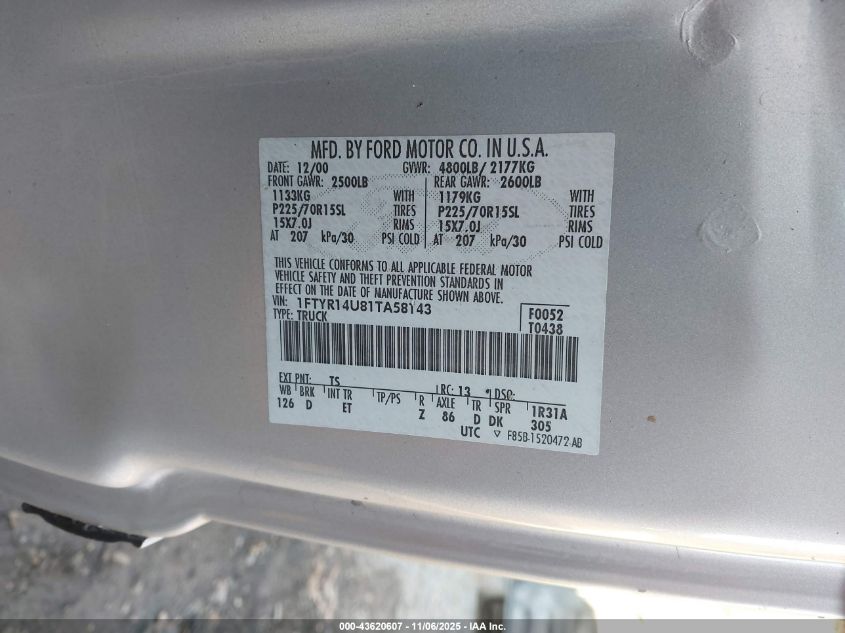 MFD. BY FORD MOTOR CO. IN U.S.A.
DATE: 12/00 GVWR: 4800LB/ 2177KG
FRONT GAWR: 2500LB REAR GAWR: 2600LB
1133KG WITH 1179KG WITH
P225/70R15SL TIRES P225/70R15SL TIRES
15X7.0J RIMS 15X7.0J RIMS
AT 207 kPa/30 PSI COLD AT 207 kPa/30 PSI COLD
THIS VEHICLE CONFORMS TO ALL APPLICABLE FEDERAL MOTOR
VEHICLE SAFETY AND THEFT PREVENTION STANDARDS IN
EFFECT ON THE DATE OF MANUFACTURE SHOWN ABOVE.
VIN: 1FTYR14U81TA58143 F0052
TYPE: TRUCK T0438
EXT PNT: TS RC: 13 DSO:
WB BRK INT TR TP/PS R AXLE TR SPR 1R31A
126 D ET Z 86 D DK 305
UTC ▽ F85B-1520472-AB
000-43620607 - 11/06/2025 - IAA Inc.